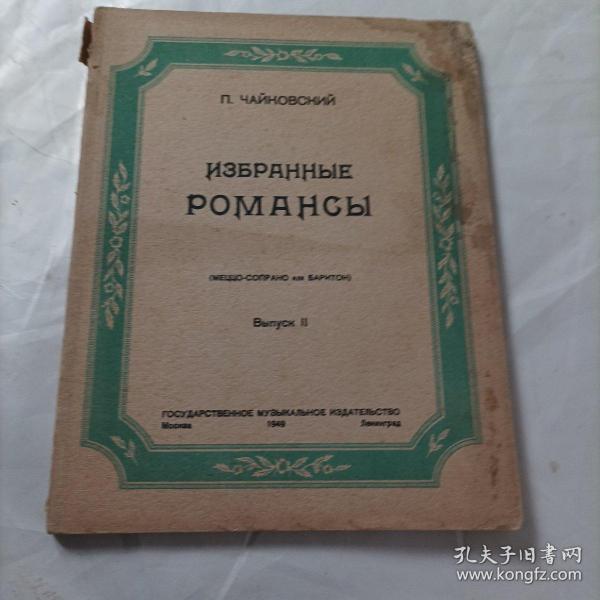 П. ЧАЙКОВСКИЙ
ИЗБРАННЫЕ
РОМАНСЫ
(МЕЦЦО-СОПРАНО или БАРИТОН)
Выпуск II
ГОСУДАРСТВЕННОЕ МУЗЫКАЛЬНОЕ ИЗДАТЕЛЬСТВО
Москва 1949 Ленинград
孔夫子旧书网
www.kongfz.com